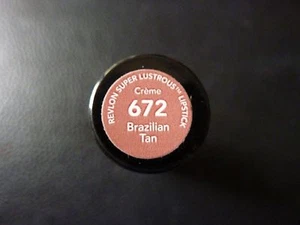 REVLON SUPER LUSTROUS™ LIPSTICK
Crème
672
Brazilian
Tan